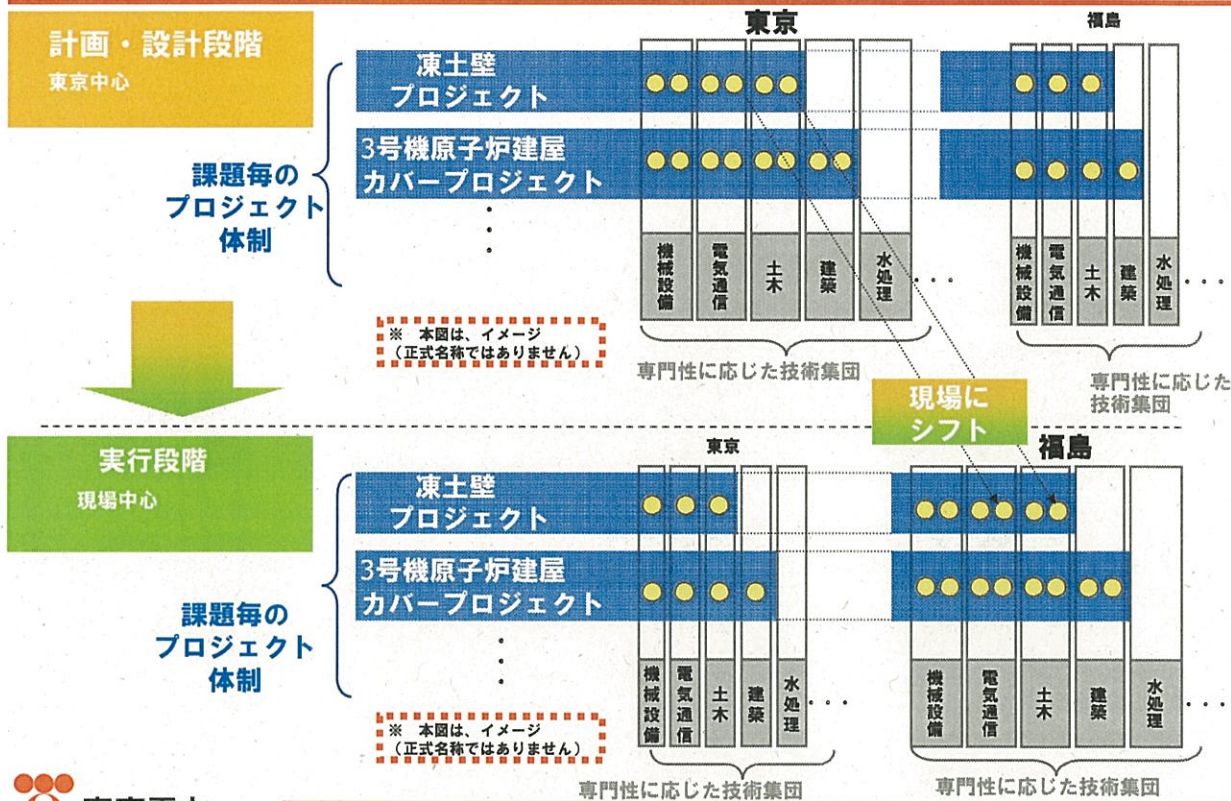 計画・設計段階
東京中心
課題毎の
プロジェクト
体制
凍土壁
プロジェクト
3号機原子炉建屋
カバープロジェクト
東京
機械設備
電気通信
土木
建築
水処理
・・・
専門性に応じた技術集団
福島
機械設備
電気通信
土木
建築
水処理
・・・
専門性に応じた
技術集団
※ 本図は、イメージ
(正式名称ではありません)
現場に
シフト
実行段階
現場中心
課題毎の
プロジェクト
体制
凍土壁
プロジェクト
3号機原子炉建屋
カバープロジェクト
東京
機械設備
電気通信
土木
建築
水処理
・・・
専門性に応じた技術集団
福島
機械設備
電気通信
土木
建築
水処理
・・・
専門性に応じた技術集団
※ 本図は、イメージ
(正式名称ではありません)